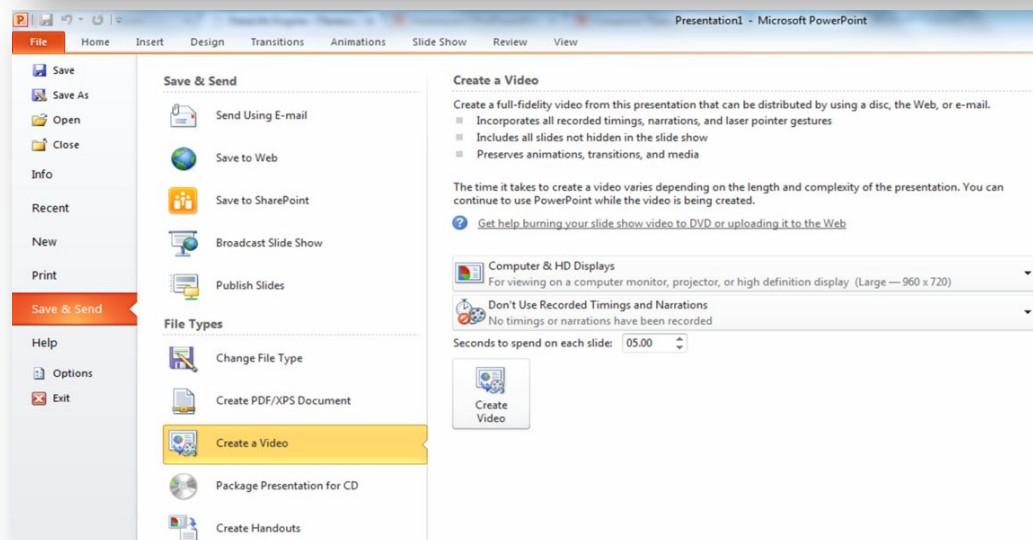 Presentation1 - Microsoft PowerPoint
File Home Insert Design Transitions Animations Slide Show Review View
Save
Save As
Open
Close
Info
Recent
New
Print
Save & Send
Help
Options
Exit
Save & Send
Send Using E-mail
Save to Web
Save to SharePoint
Broadcast Slide Show
Publish Slides
File Types
Change File Type
Create PDF/XPS Document
Create a Video
Package Presentation for CD
Create Handouts
Create a Video
Create a full-fidelity video from this presentation that can be distributed by using a disc, the Web, or e-mail.
Incorporates all recorded timings, narrations, and laser pointer gestures
Includes all slides not hidden in the slide show
Preserves animations, transitions, and media
The time it takes to create a video varies depending on the length and complexity of the presentation. You can
continue to use PowerPoint while the video is being created.
Get help burning your slide show video to DVD or uploading it to the Web
Computer & HD Displays
For viewing on a computer monitor, projector, or high definition display (Large — 960 x 720)
Don't Use Recorded Timings and Narrations
No timings or narrations have been recorded
Seconds to spend on each slide: 05.00
Create
Video